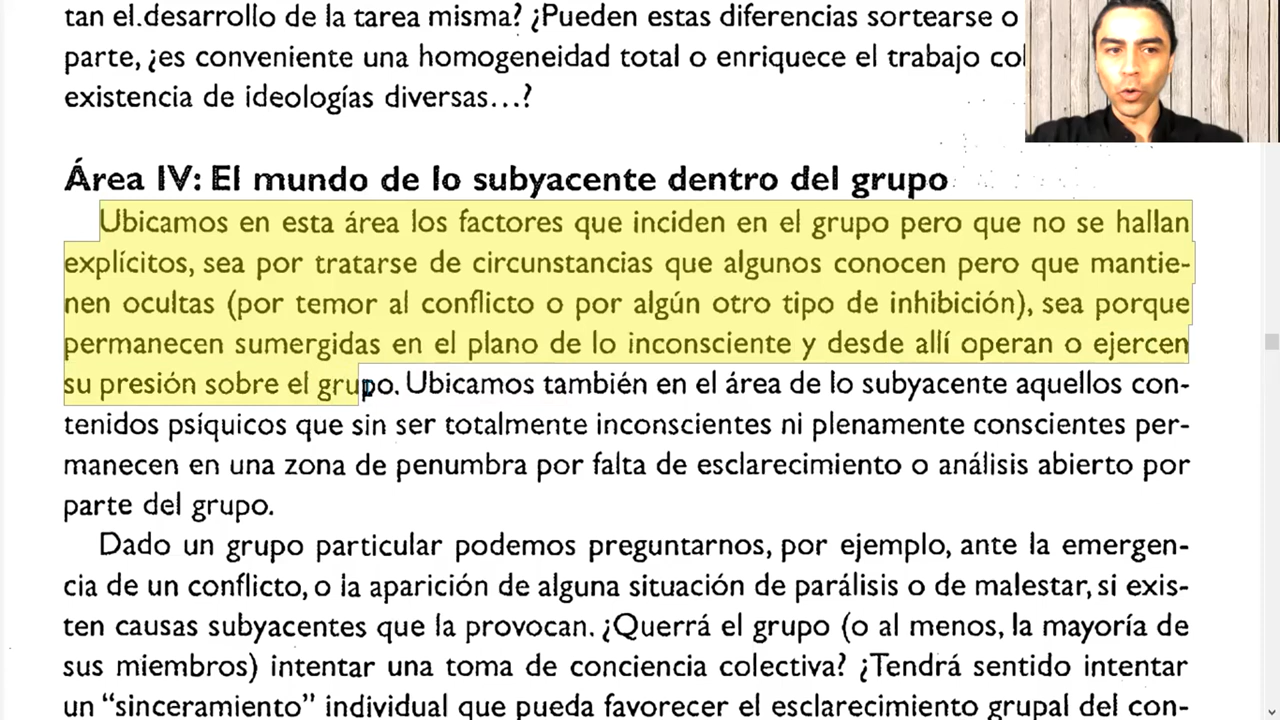 tan el.desarrollo de la tarea misma? ¿Pueden estas diferencias sortearse o
parte, ¿es conveniente una homogeneidad total o enriquece el trabajo
existencia de ideologías diversas...?
Área IV: El mundo de lo subyacente dentro del grupo
Ubicamos en esta área los factores que inciden en el grupo pero que no se hallan
explícitos, sea por tratarse de circunstancias que algunos conocen pero que mantie-
nen ocultas (por temor al conflicto o por algún otro tipo de inhibición), sea porque
permanecen sumergidas en el plano de lo inconsciente y desde allí operan o ejercen
su presión sobre el grupo. Ubicamos también en el área de lo subyacente aquellos con-
tenidos psíquicos que sin ser totalmente inconscientes ni plenamente conscientes per-
manecen en una zona de penumbra por falta de esclarecimiento o análisis abierto por
parte del grupo.
Dado un grupo particular podemos preguntarnos, por ejemplo, ante la emergen-
cia de un conflicto, o la aparición de alguna situación de parálisis o de malestar, si exis-
ten causas subyacentes que la provocan. ¿Querrá el grupo (o al menos, la mayoría de
sus miembros) intentar una toma de conciencia colectiva? ¿Tendrá sentido intentar
un “sinceramiento” individual que pueda favorecer el esclarecimiento grupal del con-